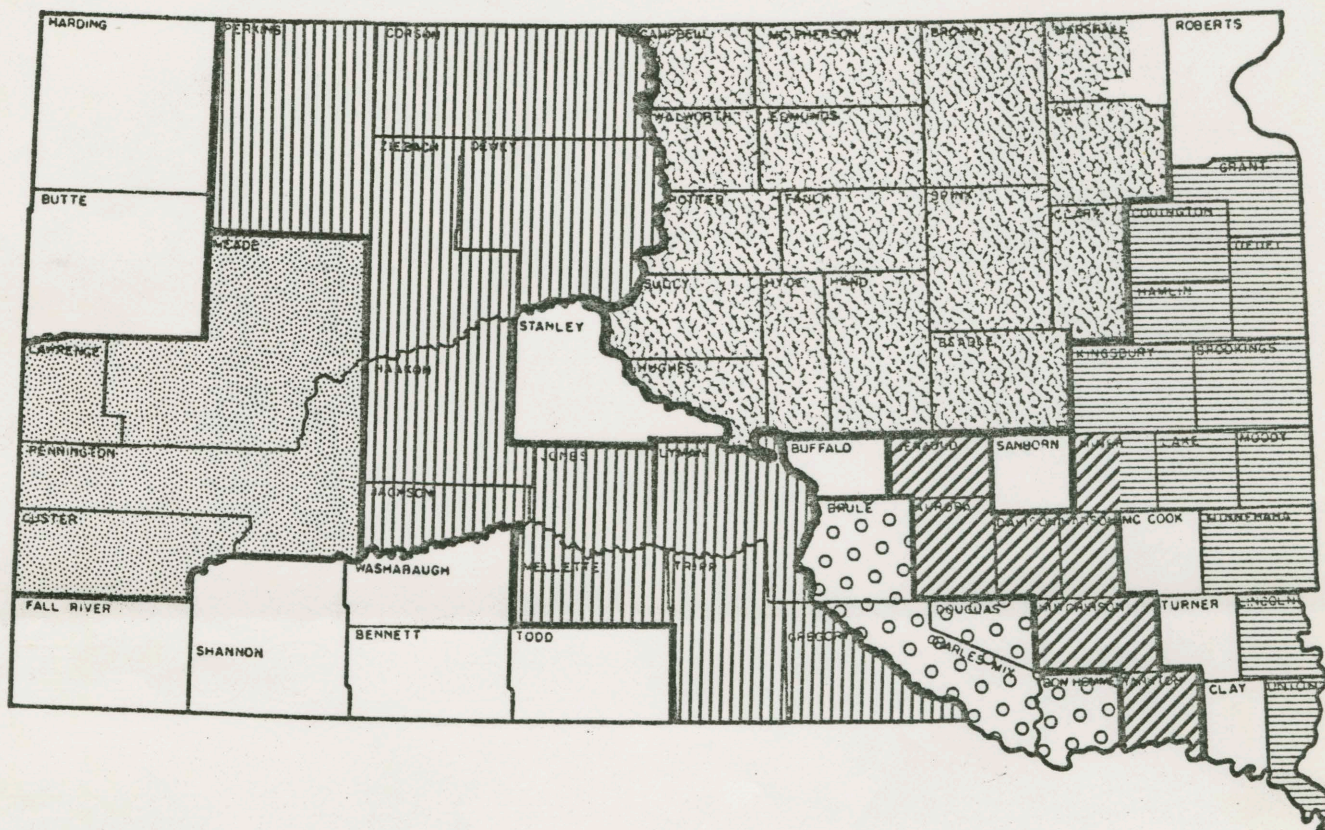 HARDING
PERKINS
CORSON
CAMPBELL
MC PHERSON
BROWN
MARSHALL
ROBERTS
WALWORTH
EDMUNDS
DAY
ZIEBACH
DEWEY
GRANT
BUTTE
POTTER
FAULK
SPINK
CLARK
CODINGTON
MEADE
DEUEL
SULLY
HYDE
HAND
HAMLIN
STANLEY
LAWRENCE
BEADLE
KINGSBURY
BROOKINGS
HAAKON
HUGHES
PENNINGTON
JONES
LYMAN
BUFFALO
JERAULD
SANBORN
MINER
LAKE
MOODY
JACKSON
CUSTER
BRULE
AURORA
DAVISON
HANSON
MC COOK
MINNEHAHA
WASHABAUGH
MELLETTE
TRIPP
FALL RIVER
DOUGLAS
HUTCHINSON
TURNER
LINCOLN
SHANNON
BENNETT
TODD
GREGORY
CHARLES MIX
BON HOMME
YANKTON
CLAY
UNION